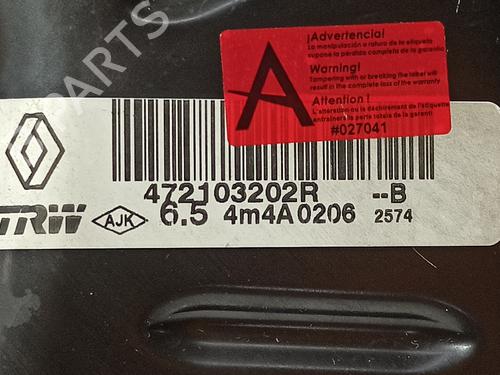 PARTS
¡Advertencia!
La manipulación o rotura de la etiqueta
supone la pérdida completa de la garantía
Warning!
Tampering with or breaking the label will
result in the complete loss of the warranty
Attention !
L'altération ou le déchirement de l'étiquette
entraînera la perte totale de la garanti
#027041
A
472103202R --B
TRW AJK 6.5 4m4A0206 2574